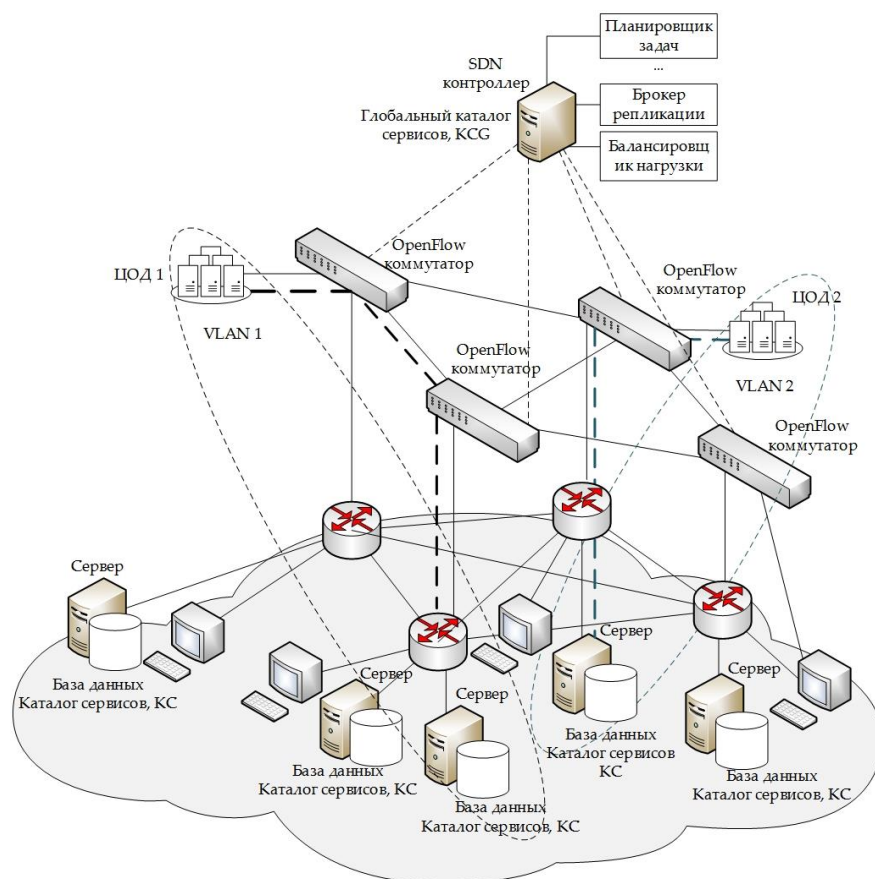 Планировщик
задач
...
SDN
контроллер
Глобальный каталог
сервисов, KCG
Брокер
репликации
Балансировщ
ик нагрузки
OpenFlow
коммутатор
ЦОД 1
VLAN 1
OpenFlow
коммутатор
ЦОД 2
VLAN 2
OpenFlow
коммутатор
OpenFlow
коммутатор
Сервер
База данных
Каталог сервисов, КС
Сервер
База данных
Каталог сервисов, КС
Сервер
База данных
Каталог сервисов, КС
Сервер
База данных
Каталог сервисов
КС
Сервер
База данных
Каталог сервисов, КС